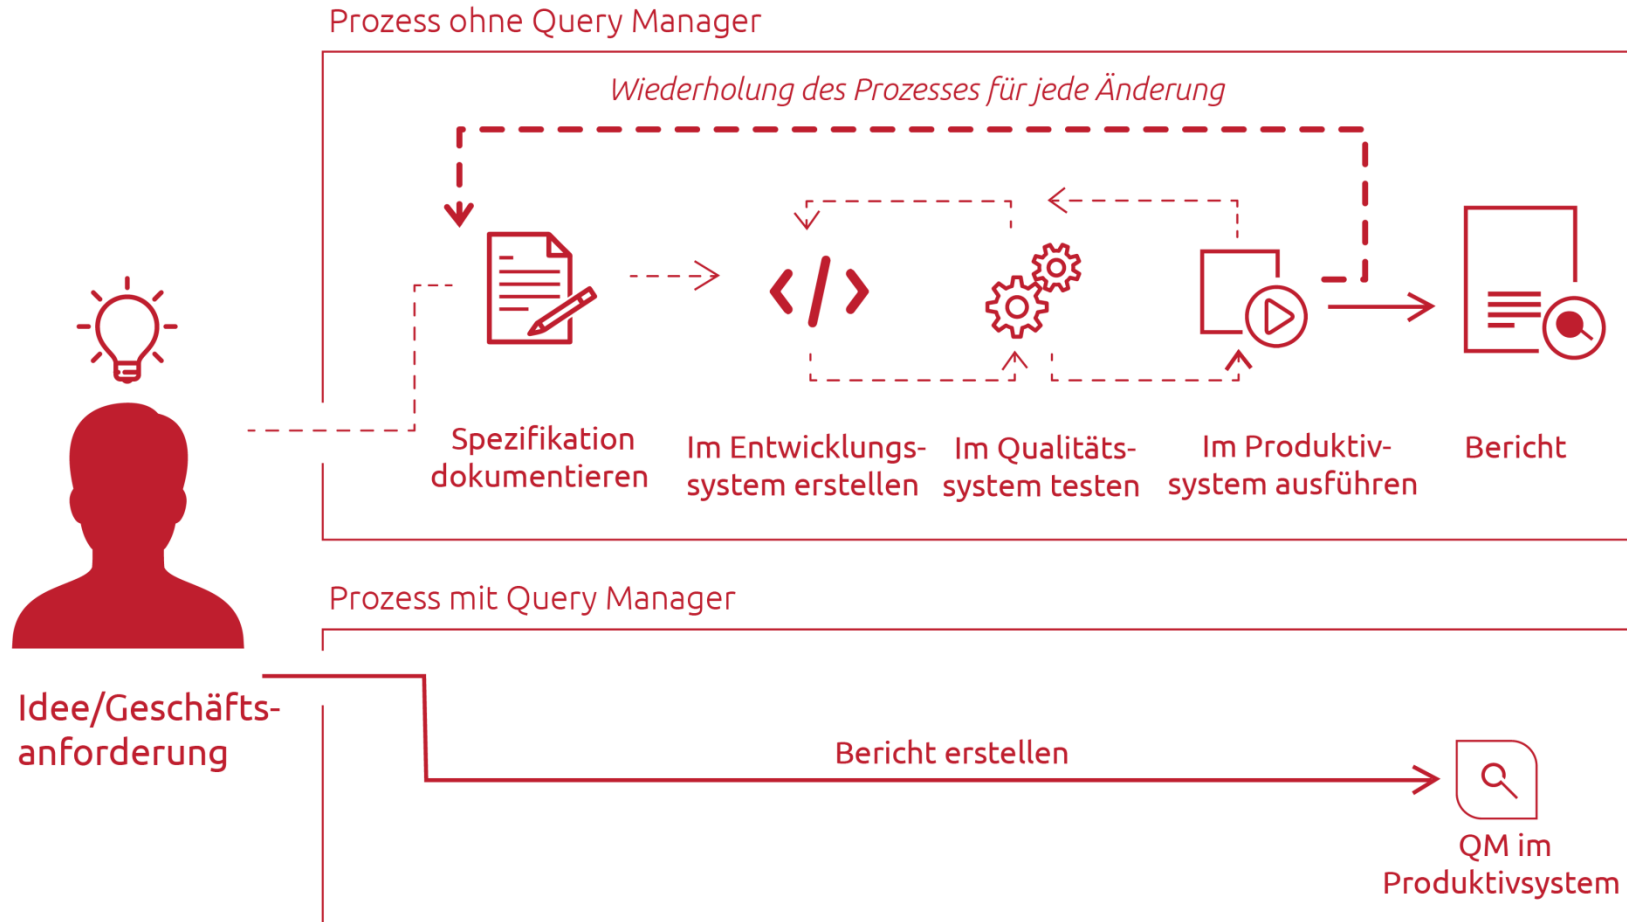 Prozess ohne Query Manager
Wiederholung des Prozesses für jede Änderung
Spezifikation
dokumentieren
Im Entwicklungs-
system erstellen
Im Qualitäts-
system testen
Im Produktiv-
system ausführen
Bericht
Idee/Geschäfts-
anforderung
Prozess mit Query Manager
Bericht erstellen
QM im
Produktivsystem